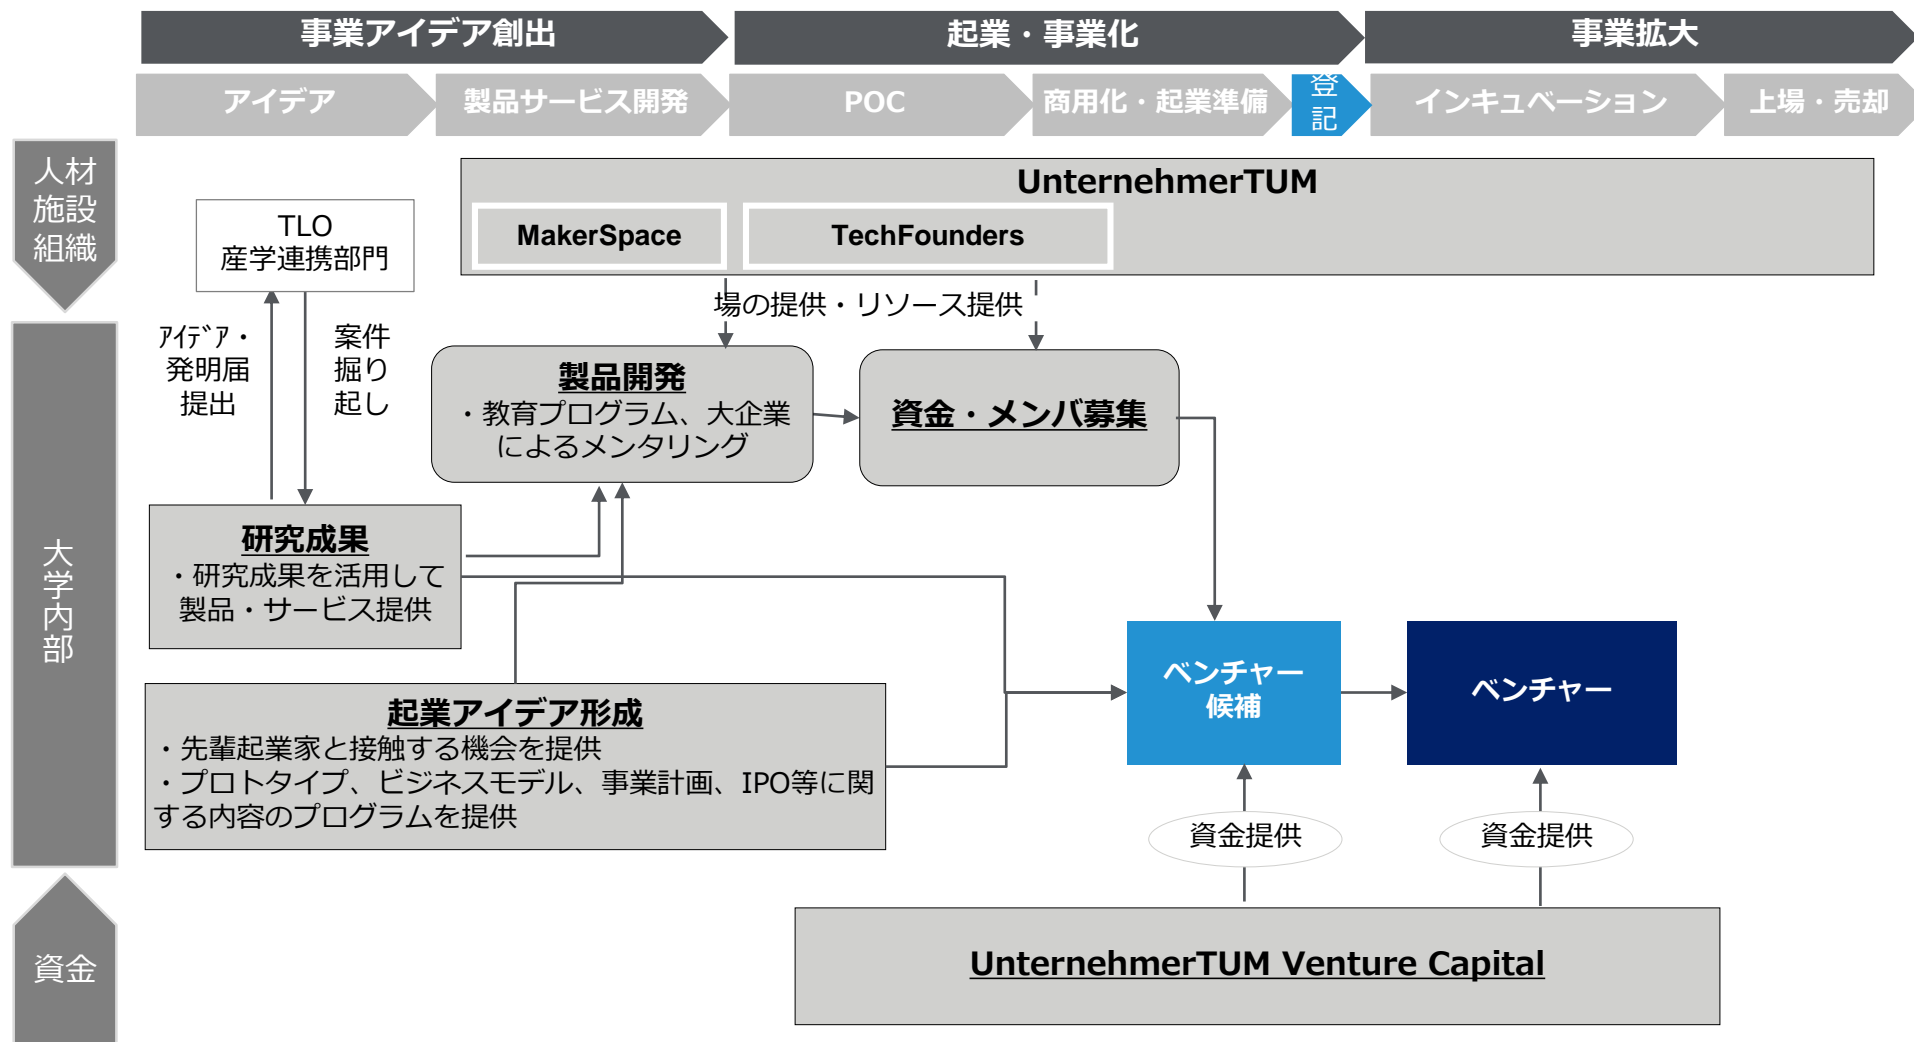 事業アイデア創出
起業・事業化
事業拡大
アイデア
製品サービス開発
POC
商用化・起業準備
登
記
インキュベーション
上場・売却
人材
施設
組織
UnternehmerTUM
MakerSpace
TechFounders
TLO
産学連携部門
場の提供・リソース提供
ｱｲﾃﾞｱ・
発明届
提出
案件
掘り
起し
製品開発
・教育プログラム、大企業
によるメンタリング
資金・メンバ募集
大学内部
研究成果
・研究成果を活用して
製品・サービス提供
ベンチャー
候補
ベンチャー
起業アイデア形成
・先輩起業家と接触する機会を提供
・プロトタイプ、ビジネスモデル、事業計画、IPO等に関
する内容のプログラムを提供
資金提供
資金提供
資金
UnternehmerTUM Venture Capital